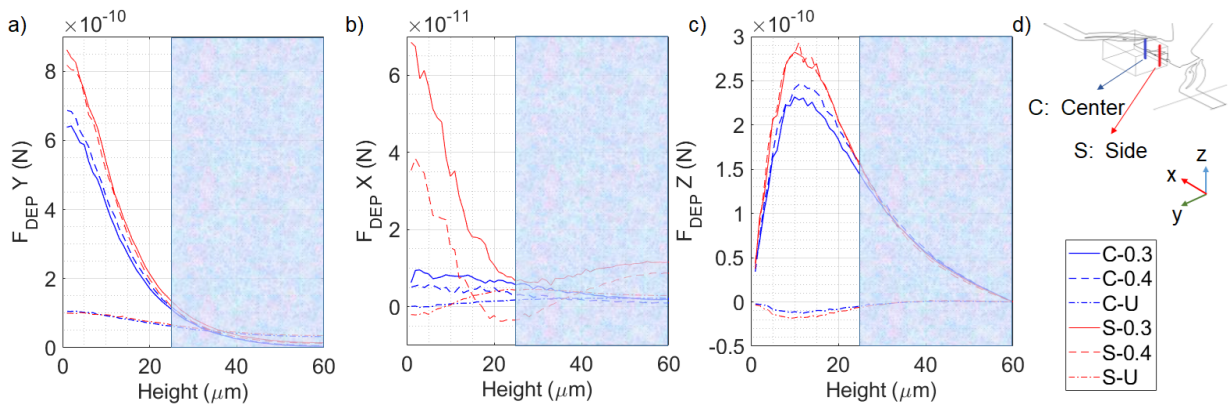 a)
×10⁻¹⁰
F_DEP Y (N)
8
6
4
2
0
0 20 40 60
Height (μm)
b)
×10⁻¹¹
F_DEP X (N)
6
4
2
0
0 20 40 60
Height (μm)
c)
×10⁻¹⁰
F_DEP Z (N)
3
2.5
2
1.5
1
0.5
0
-0.5
0 20 40 60
Height (μm)
d)
C: Center
S: Side
z
x
y
C-0.3
C-0.4
C-U
S-0.3
S-0.4
S-U